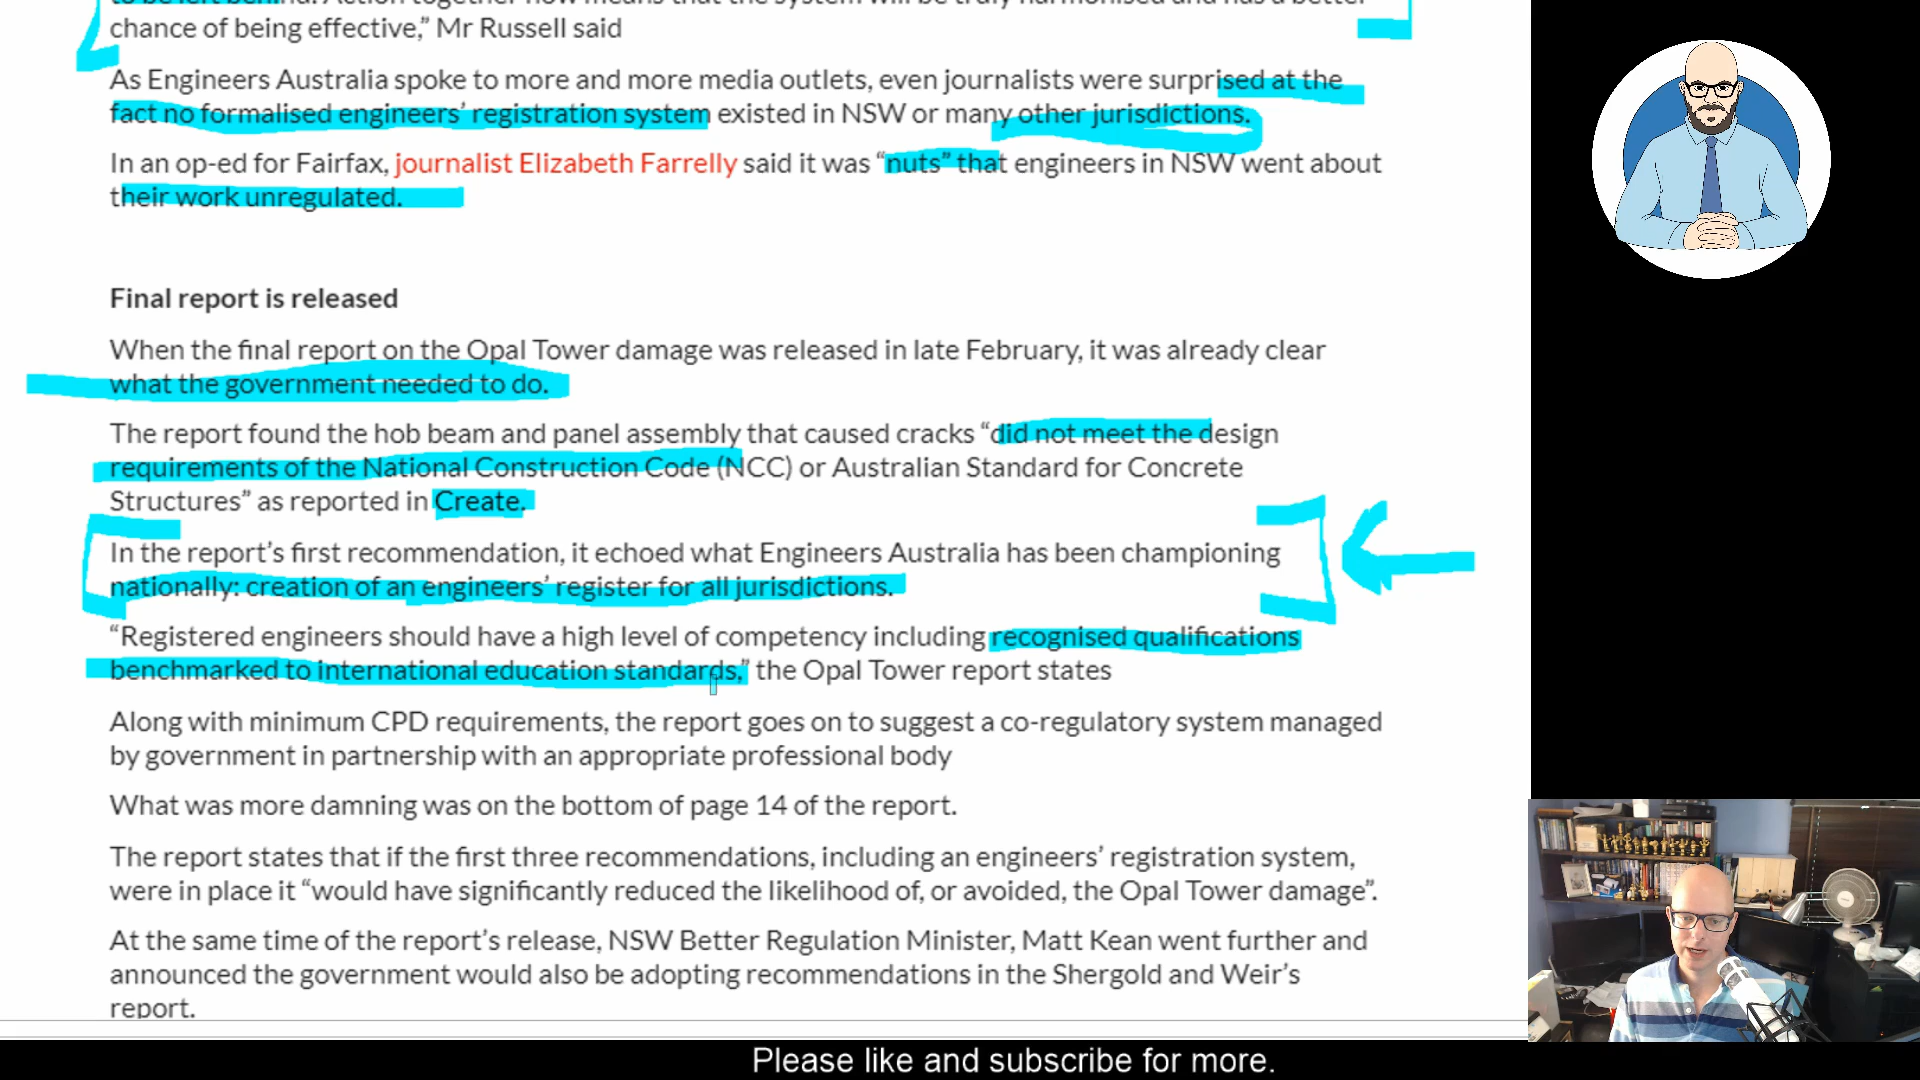 chance of being effective,” Mr Russell said
As Engineers Australia spoke to more and more media outlets, even journalists were surprised at the
fact no formalised engineers’ registration system existed in NSW or many other jurisdictions.
In an op-ed for Fairfax, journalist Elizabeth Farrelly said it was “nuts” that engineers in NSW went about
their work unregulated.
Final report is released
When the final report on the Opal Tower damage was released in late February, it was already clear
what the government needed to do.
The report found the hob beam and panel assembly that caused cracks “did not meet the design
requirements of the National Construction Code (NCC) or Australian Standard for Concrete
Structures” as reported in Create.
In the report’s first recommendation, it echoed what Engineers Australia has been championing
nationally: creation of an engineers’ register for all jurisdictions.
“Registered engineers should have a high level of competency including recognised qualifications
benchmarked to international education standards,” the Opal Tower report states
Along with minimum CPD requirements, the report goes on to suggest a co-regulatory system managed
by government in partnership with an appropriate professional body
What was more damning was on the bottom of page 14 of the report.
The report states that if the first three recommendations, including an engineers’ registration system,
were in place it “would have significantly reduced the likelihood of, or avoided, the Opal Tower damage”.
At the same time of the report’s release, NSW Better Regulation Minister, Matt Kean went further and
announced the government would also be adopting recommendations in the Shergold and Weir’s
report.
Please like and subscribe for more.